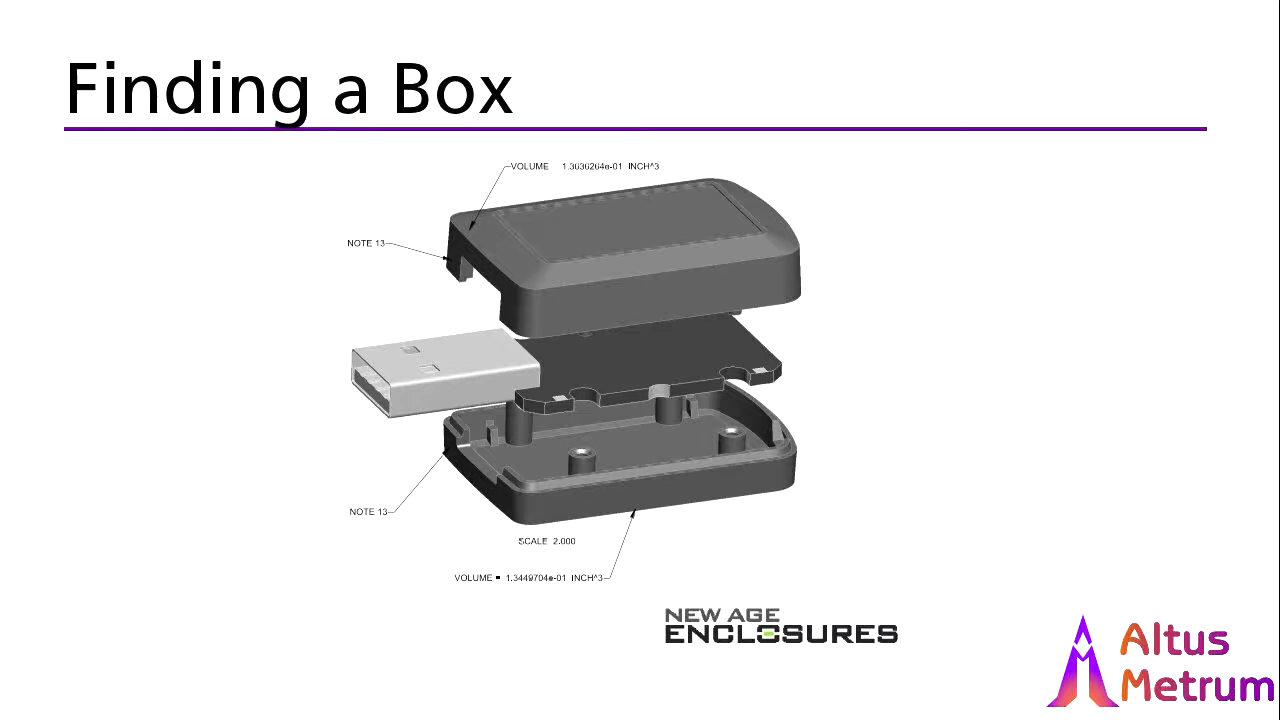 Finding a Box
VOLUME 1.3630264e-01 INCH^3
NOTE 13
NOTE 13
SCALE 2.000
VOLUME = 1.3449704e-01 INCH^3
NEW AGE
ENCLOSURES
Altus
Metrum